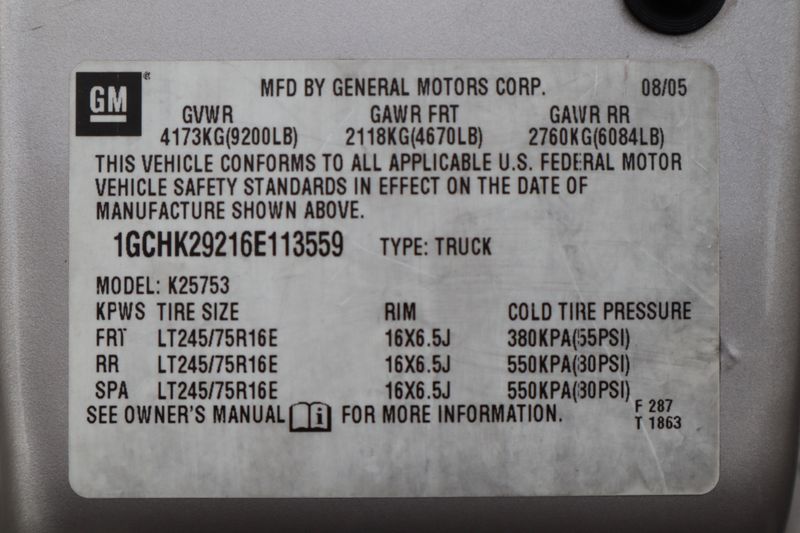 GM
MFD BY GENERAL MOTORS CORP. 08/05
GVWR GAWR FRT GAWR RR
4173KG(9200LB) 2118KG(4670LB) 2760KG(6084LB)
THIS VEHICLE CONFORMS TO ALL APPLICABLE U.S. FEDERAL MOTOR
VEHICLE SAFETY STANDARDS IN EFFECT ON THE DATE OF
MANUFACTURE SHOWN ABOVE.
1GCHK29216E113559 TYPE: TRUCK
MODEL: K25753
KPWS TIRE SIZE RIM COLD TIRE PRESSURE
FRT LT245/75R16E 16X6.5J 380KPA(55PSI)
RR LT245/75R16E 16X6.5J 550KPA(80PSI)
SPA LT245/75R16E 16X6.5J 550KPA(80PSI)
SEE OWNER'S MANUAL i FOR MORE INFORMATION.
F 287
T 1863